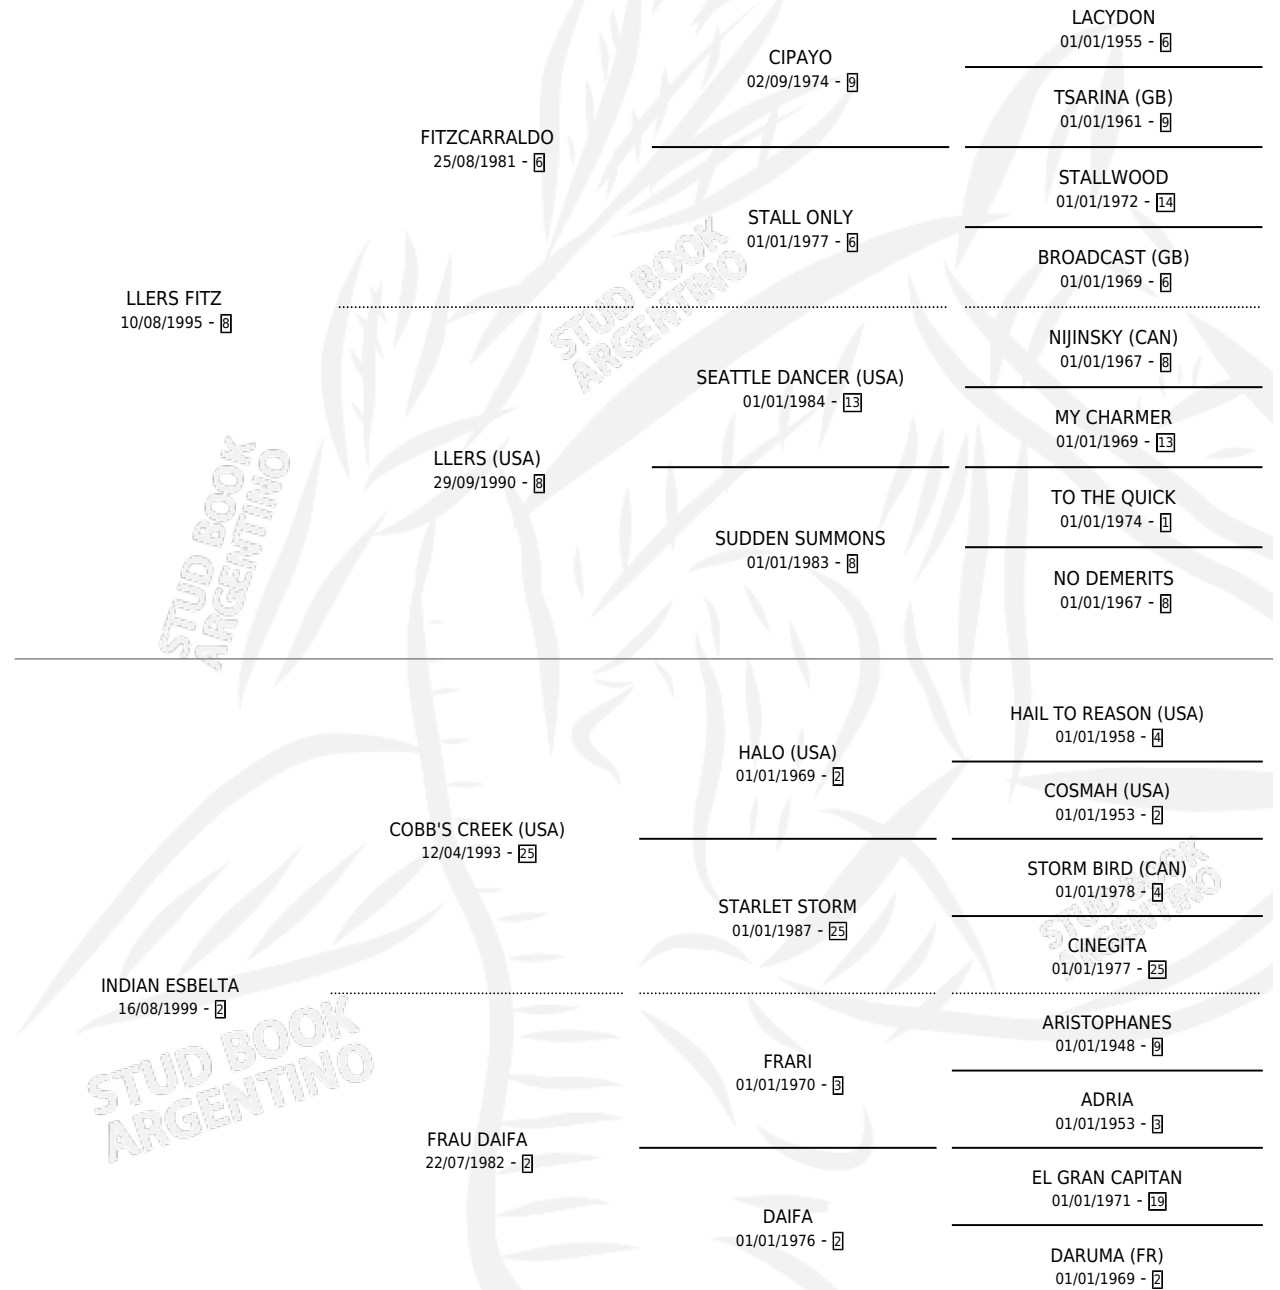 LACYDON
01/01/1955 - 6
CIPAYO
02/09/1974 - 9
TSARINA (GB)
01/01/1961 - 9
FITZCARRALDO
25/08/1981 - 6
STALLWOOD
01/01/1972 - 14
STALL ONLY
01/01/1977 - 6
BROADCAST (GB)
01/01/1969 - 6
LLERS FITZ
10/08/1995 - 8
NIJINSKY (CAN)
01/01/1967 - 8
SEATTLE DANCER (USA)
01/01/1984 - 13
MY CHARMER
01/01/1969 - 13
LLERS (USA)
29/09/1990 - 8
TO THE QUICK
01/01/1974 - 1
SUDDEN SUMMONS
01/01/1983 - 8
NO DEMERITS
01/01/1967 - 8
STUD BOOK
ARGENTINO
STUD BOOK
ARGENTINO
HAIL TO REASON (USA)
01/01/1958 - 4
HALO (USA)
01/01/1969 - 2
COSMAH (USA)
01/01/1953 - 2
COBB'S CREEK (USA)
12/04/1993 - 25
STORM BIRD (CAN)
01/01/1978 - 4
STARLET STORM
01/01/1987 - 25
CINEGITA
01/01/1977 - 25
INDIAN ESBELTA
16/08/1999 - 2
ARISTOPHANES
01/01/1948 - 9
FRARI
01/01/1970 - 3
ADRIA
01/01/1953 - 3
FRAU DAIFA
22/07/1982 - 2
EL GRAN CAPITAN
01/01/1971 - 19
DAIFA
01/01/1976 - 2
DARUMA (FR)
01/01/1969 - 2
STUD BOOK
ARGENTINO
STUD BOOK
ARGENTINO